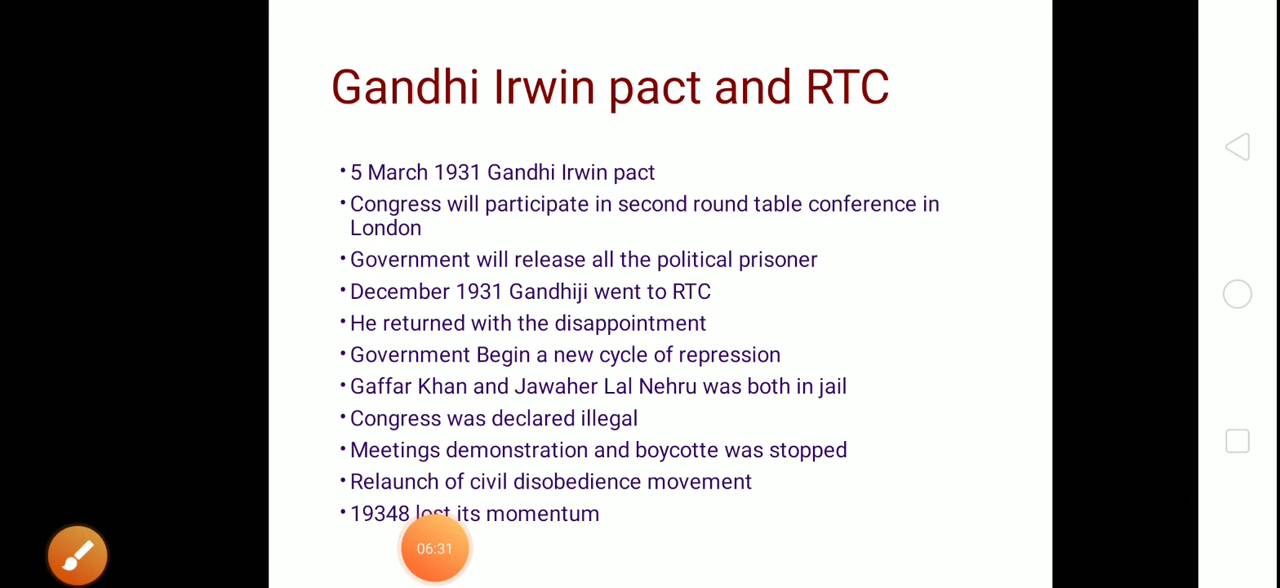 Gandhi Irwin pact and RTC
•5 March 1931 Gandhi Irwin pact
•Congress will participate in second round table conference in
London
•Government will release all the political prisoner
•December 1931 Gandhiji went to RTC
•He returned with the disappointment
•Government Begin a new cycle of repression
•Gaffar Khan and Jawaher Lal Nehru was both in jail
•Congress was declared illegal
•Meetings demonstration and boycotte was stopped
•Relaunch of civil disobedience movement
•19348 lost its momentum
06:31